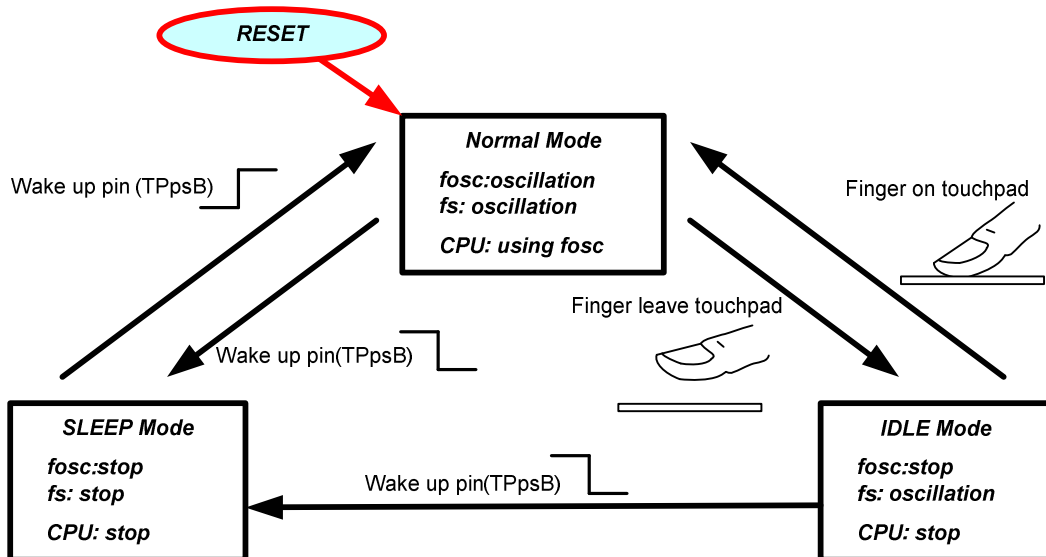 RESET
Normal Mode
fosc:oscillation
fs: oscillation
CPU: using fosc
Wake up pin (TPpsB)
Finger on touchpad
Finger leave touchpad
Wake up pin(TPpsB)
SLEEP Mode
fosc:stop
fs: stop
CPU: stop
Wake up pin(TPpsB)
IDLE Mode
fosc:stop
fs: oscillation
CPU: stop